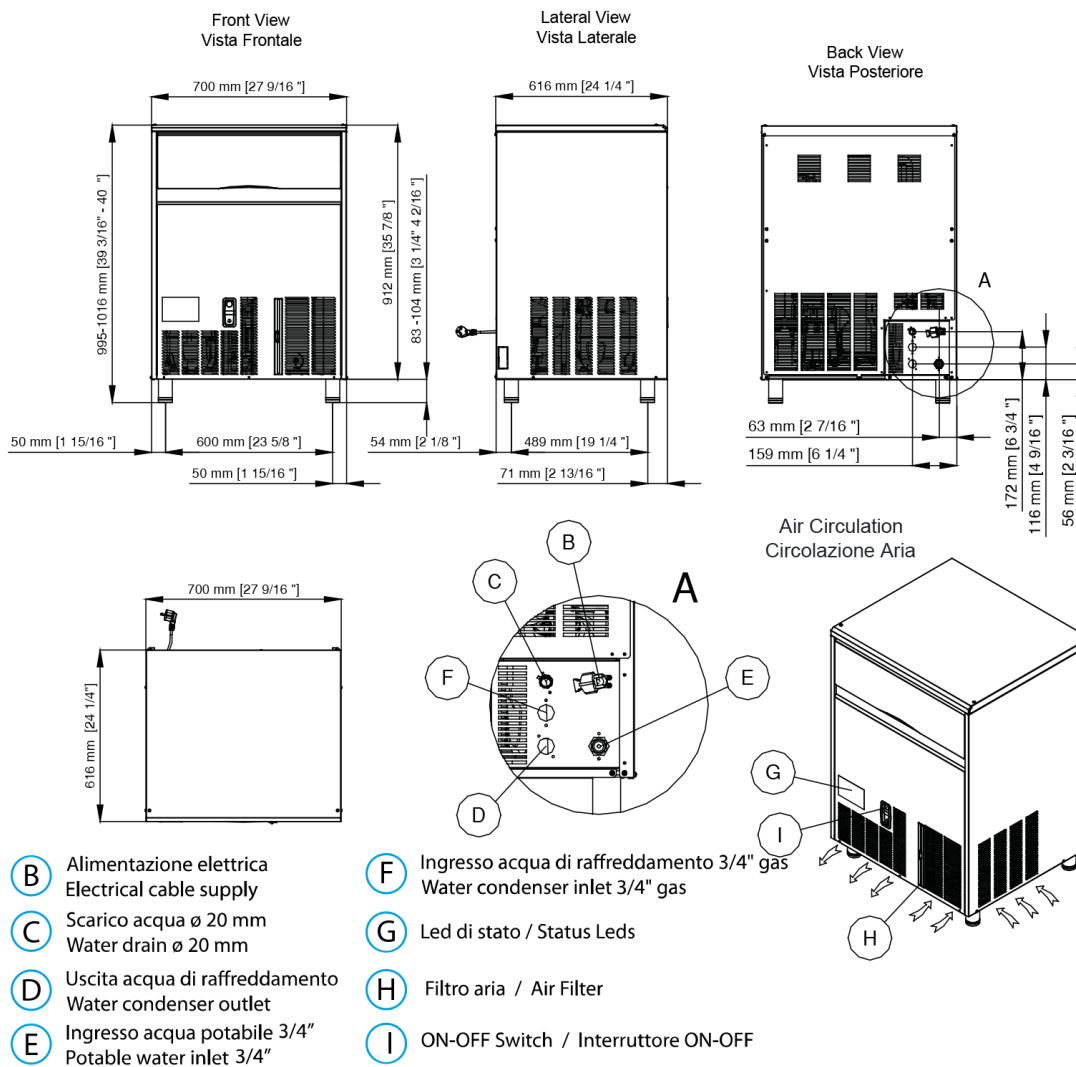 Front View
Vista Frontale
Lateral View
Vista Laterale
Back View
Vista Posteriore
700 mm [27 9/16 "]
616 mm [24 1/4 "]
995-1016 mm [39 3/16" - 40 "]
912 mm [35 7/8 "]
83 -104 mm [3 1/4" 4 2/16 "]
A
50 mm [1 15/16 "]
600 mm [23 5/8 "]
50 mm [1 15/16 "]
54 mm [2 1/8 "]
489 mm [19 1/4 "]
71 mm [2 13/16 "]
63 mm [2 7/16 "]
159 mm [6 1/4 "]
172 mm [6 3/4 "]
116 mm [4 9/16 "]
56 mm [2 3/16 "]
Air Circulation
Circolazione Aria
700 mm [27 9/16 "]
616 mm [24 1/4"]
B
C
A
F
E
D
G
I
H
B
Alimentazione elettrica
Electrical cable supply
C
Scarico acqua ø 20 mm
Water drain ø 20 mm
D
Uscita acqua di raffreddamento
Water condenser outlet
E
Ingresso acqua potabile 3/4"
Potable water inlet 3/4"
F
Ingresso acqua di raffreddamento 3/4" gas
Water condenser inlet 3/4" gas
G
Led di stato / Status Leds
H
Filtro aria / Air Filter
I
ON-OFF Switch / Interruttore ON-OFF